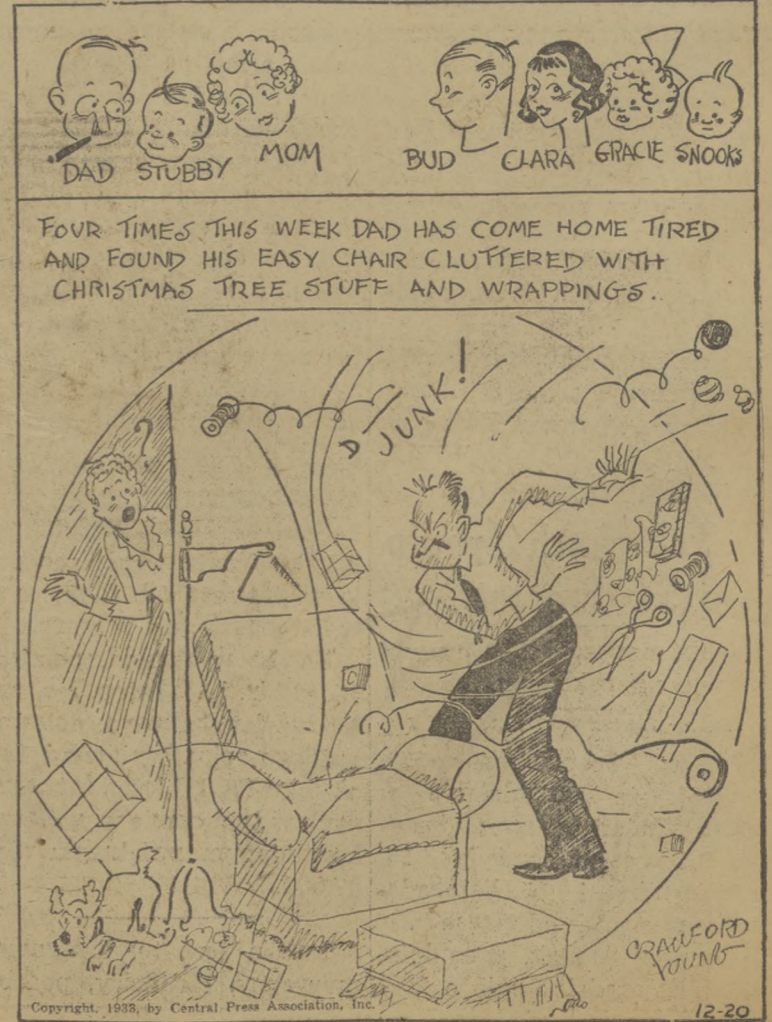 DAD STUBBY MOM BUD CLARA GRACIE SNOOKS
FOUR TIMES THIS WEEK DAD HAS COME HOME TIRED
AND FOUND HIS EASY CHAIR CLUTTERED WITH
CHRISTMAS TREE STUFF AND WRAPPINGS.
?
D JUNK!
C
CRAWFORD
YOUNG
Copyright, 1933, by Central Press Association, Inc.
12-20